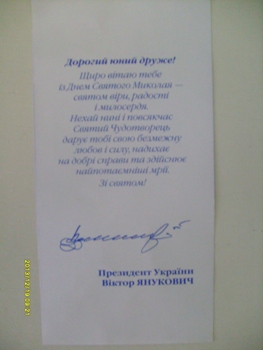 Дорогий юний друже!
Щиро вітаю тебе
із Днем Святого Миколая —
святом віри, радості
і милосердя.
Нехай нині і повсякчас
Святий Чудотворець
дарує тобі свою безмежну
любов і силу, надихає
на добрі справи та здійснює
найпотаємніші мрії.
Зі святом!
Президент України
Віктор ЯНУКОВИЧ